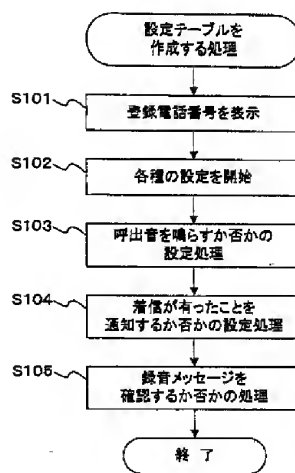 設定テーブルを
作成する処理
S101
登録電話番号を表示
S102
各種の設定を開始
S103
呼出音を鳴らすか否かの
設定処理
S104
着信が有ったことを
通知するか否かの設定処理
S105
録音メッセージを
確認するか否かの処理
終了